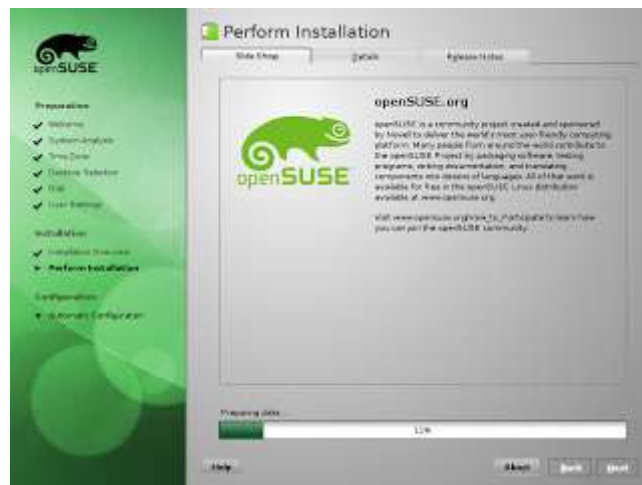 openSUSE
Perform Installation
Slide Show
Details
Release Notes
Preparation
Welcome
System Analysis
Time Zone
Desktop Selection
Disk
User Settings
Installation
Installation Overview
Perform Installation
Configuration
Automatic Configuration
openSUSE
openSUSE.org
openSUSE is a community project created and sponsored
by Novell to deliver the world's most user-friendly computing
platform. Many people from around the world contribute to
the openSUSE Project by packaging software, testing
programs, writing documentation, and translating
components into dozens of languages. All of that work is
available for free in the openSUSE Linux distribution
available at www.opensuse.org.
Visit www.opensuse.org/How_to_Participate to learn how
you can join the openSUSE community.
Preparing disks...
11%
Help
Abort
Back
Next